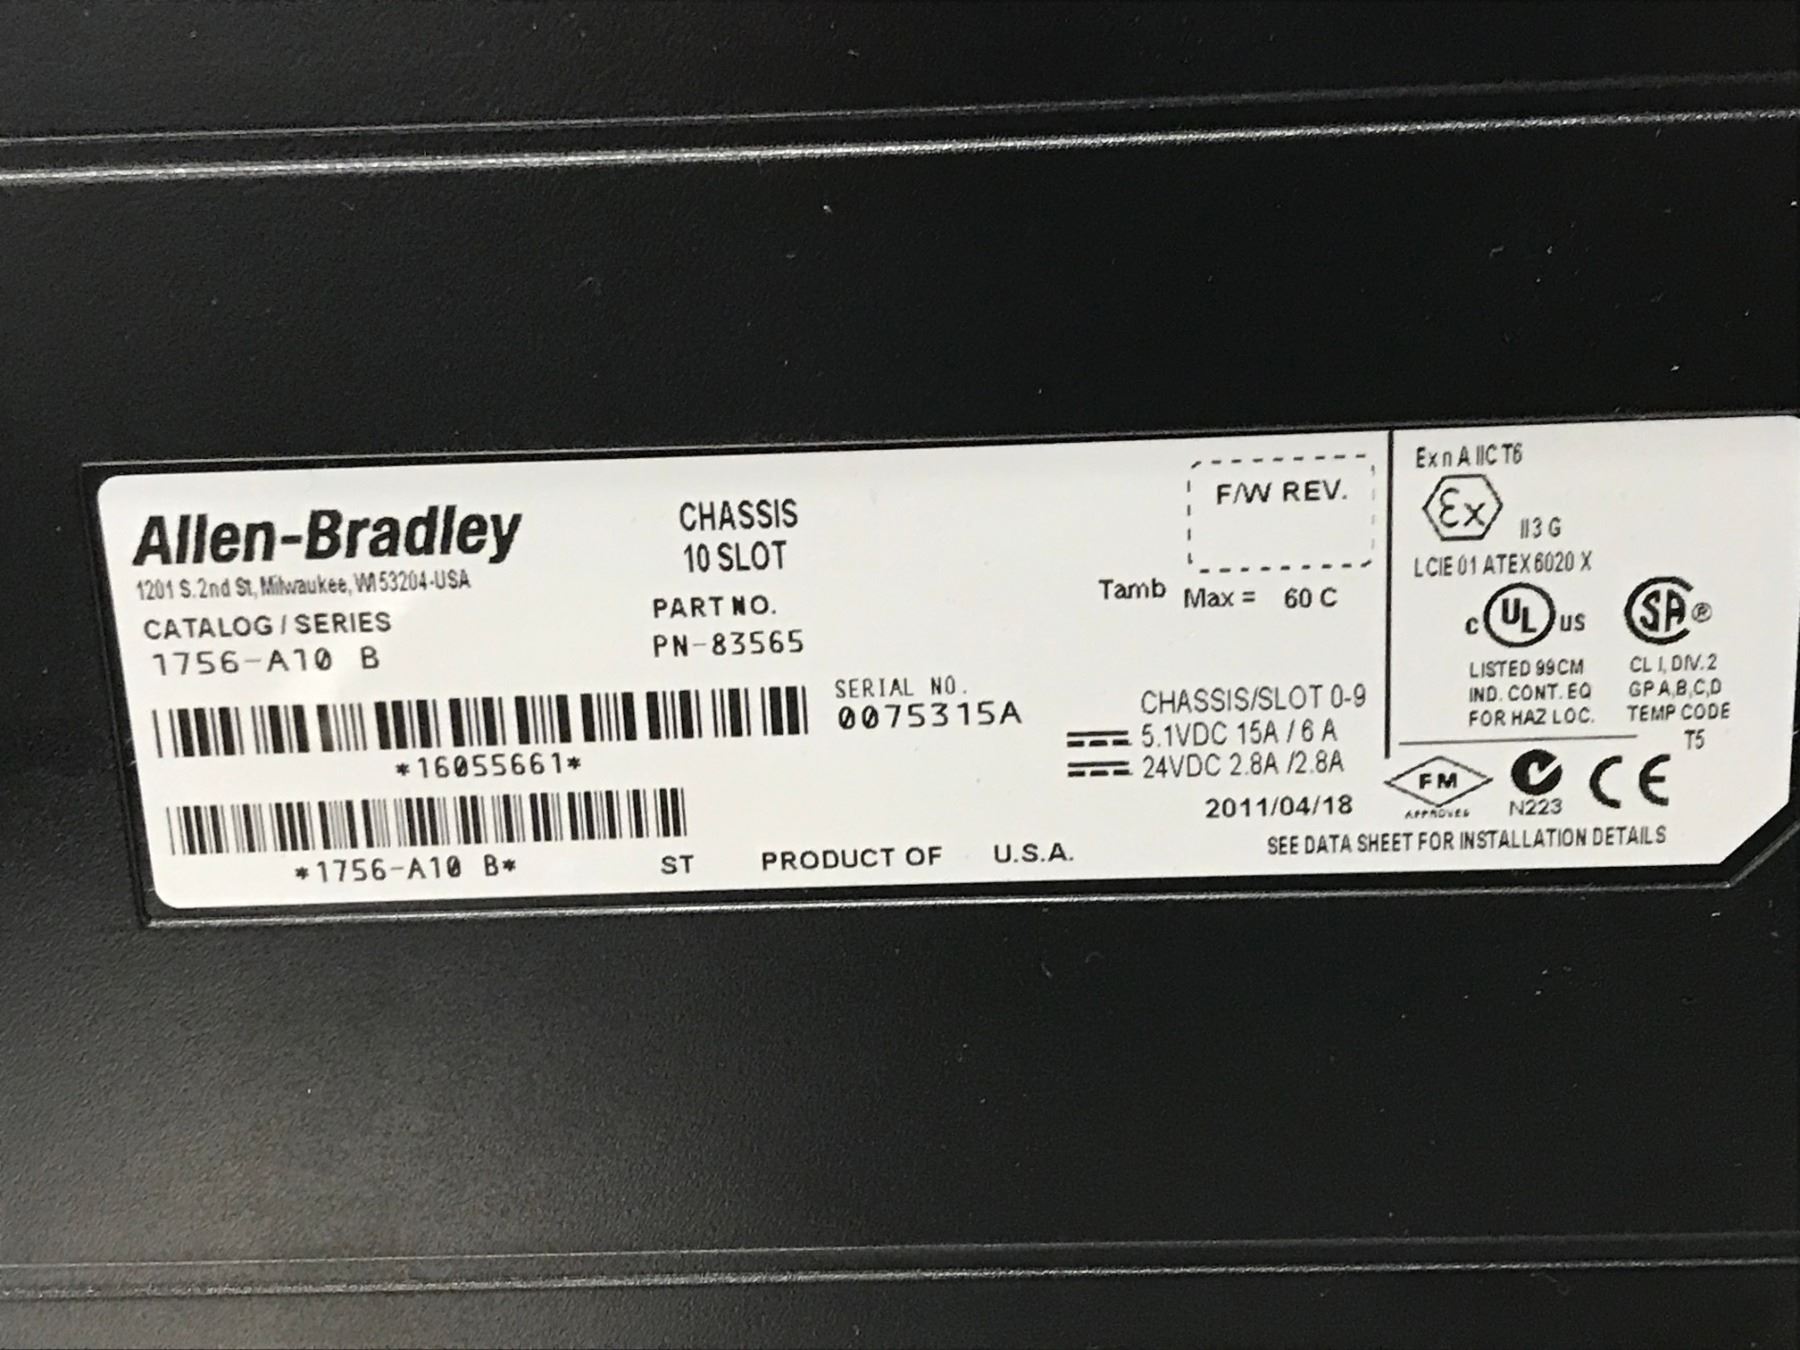 Allen-Bradley
1201 S. 2nd St, Milwaukee, WI 53204-USA
CATALOG / SERIES
1756-A10 B
CHASSIS
10 SLOT
PART NO.
PN-83565
*16055661*
SERIAL NO.
0075315A
*1756-A10 B*
ST
PRODUCT OF U.S.A.
F/W REV.
Tamb Max = 60 C
CHASSIS/SLOT 0-9
5.1VDC 15A / 6 A
24VDC 2.8A /2.8A
2011/04/18
Ex n A IIC T6
Ex
II 3 G
LCIE 01 ATEX 6020 X
c UL us
LISTED 99CM
IND. CONT. EQ
FOR HAZ LOC.
SA ®
CL I, DIV. 2
GP A,B,C,D
TEMP CODE
T5
FM
APPROVED
N223
CE
SEE DATA SHEET FOR INSTALLATION DETAILS